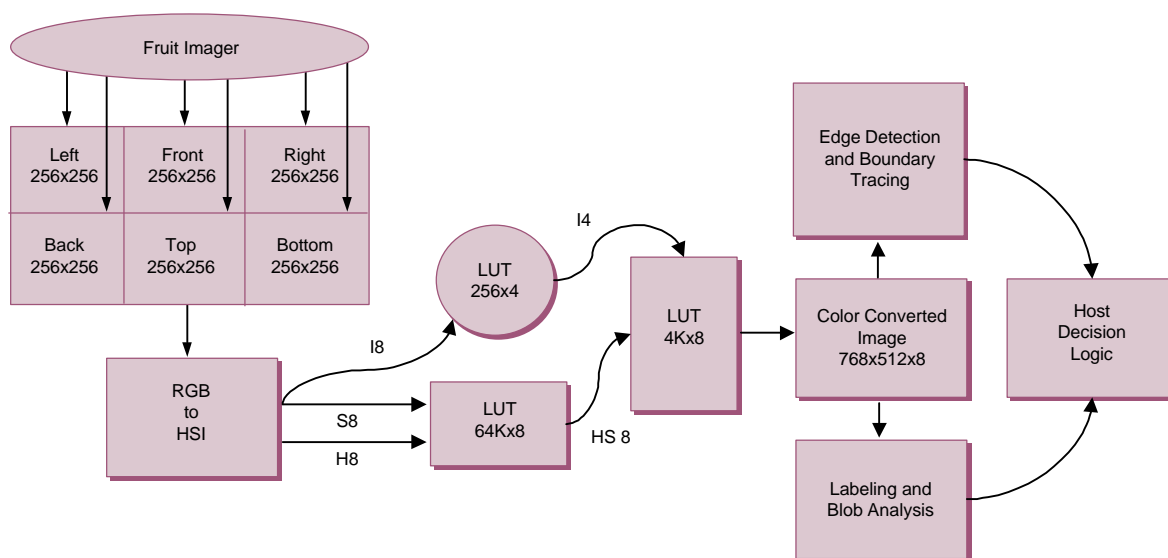 Fruit Imager
Left
256x256
Front
256x256
Right
256x256
Back
256x256
Top
256x256
Bottom
256x256
RGB
to
HSI
I8
S8
H8
LUT
256x4
I4
LUT
64Kx8
HS 8
LUT
4Kx8
Edge Detection
and Boundary
Tracing
Color Converted
Image
768x512x8
Labeling and
Blob Analysis
Host
Decision
Logic